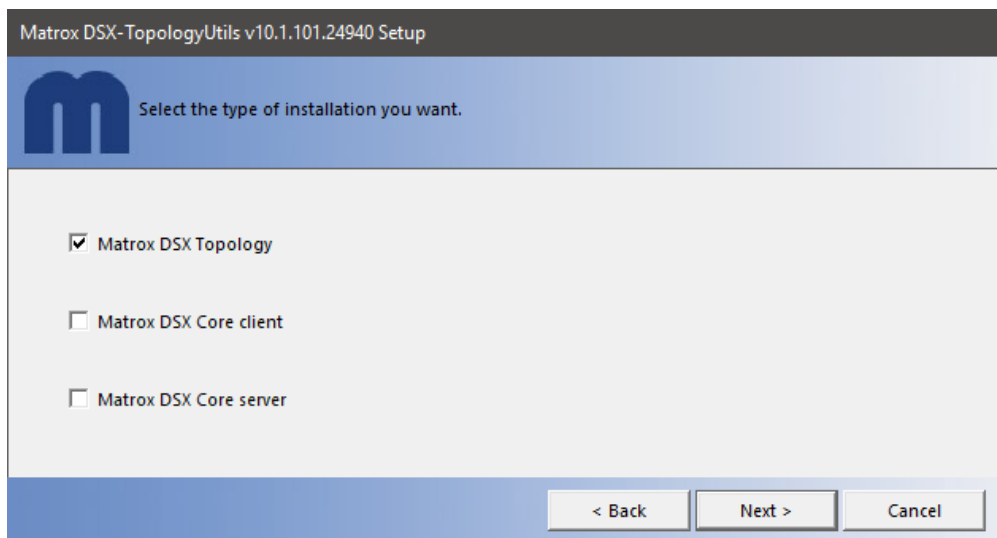 Matrox DSX-TopologyUtils v10.1.101.24940 Setup
Select the type of installation you want.
Matrox DSX Topology
Matrox DSX Core client
Matrox DSX Core server
< Back Next > Cancel